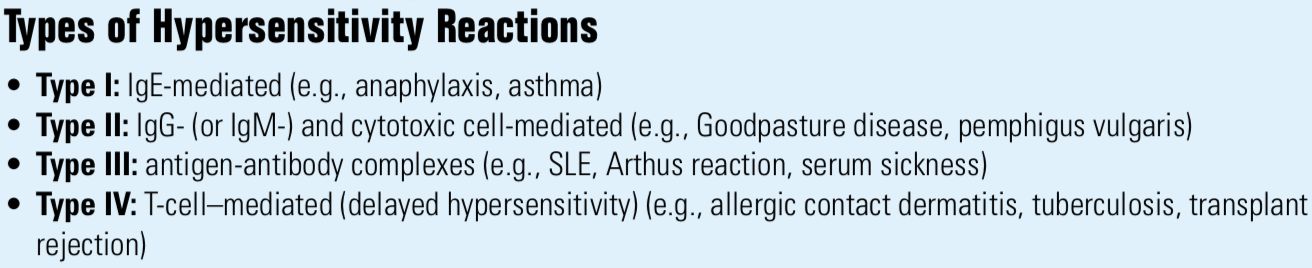 Types of Hypersensitivity Reactions
• Type I: IgE-mediated (e.g., anaphylaxis, asthma)
• Type II: IgG- (or IgM-) and cytotoxic cell-mediated (e.g., Goodpasture disease, pemphigus vulgaris)
• Type III: antigen-antibody complexes (e.g., SLE, Arthus reaction, serum sickness)
• Type IV: T-cell–mediated (delayed hypersensitivity) (e.g., allergic contact dermatitis, tuberculosis, transplant
rejection)